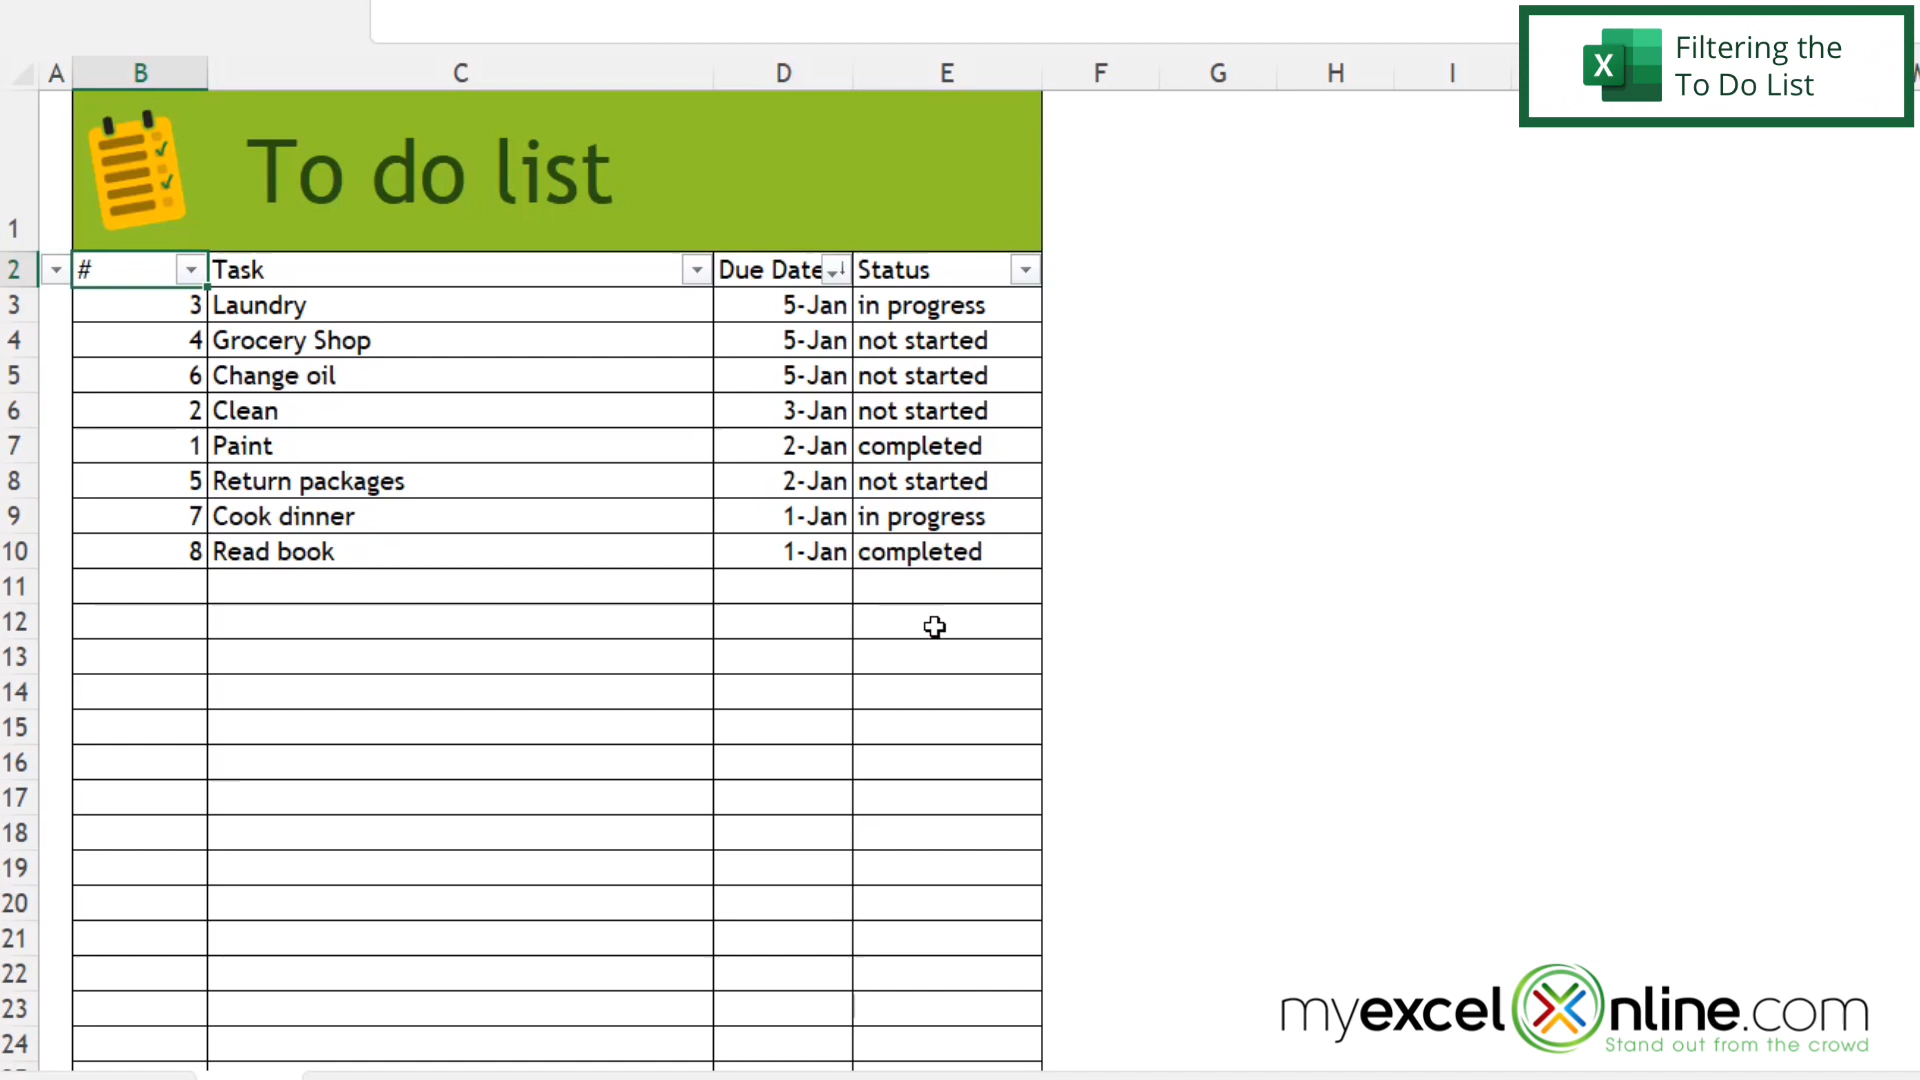 Filtering the
To Do List
A B C D E F G H I
1 To do list
2 # Task Due Date Status
3 3 Laundry 5-Jan in progress
4 4 Grocery Shop 5-Jan not started
5 6 Change oil 5-Jan not started
6 2 Clean 3-Jan not started
7 1 Paint 2-Jan completed
8 5 Return packages 2-Jan not started
9 7 Cook dinner 1-Jan in progress
10 8 Read book 1-Jan completed
11
12
13
14
15
16
17
18
19
20
21
22
23
24
myexcelonline.com
Stand out from the crowd